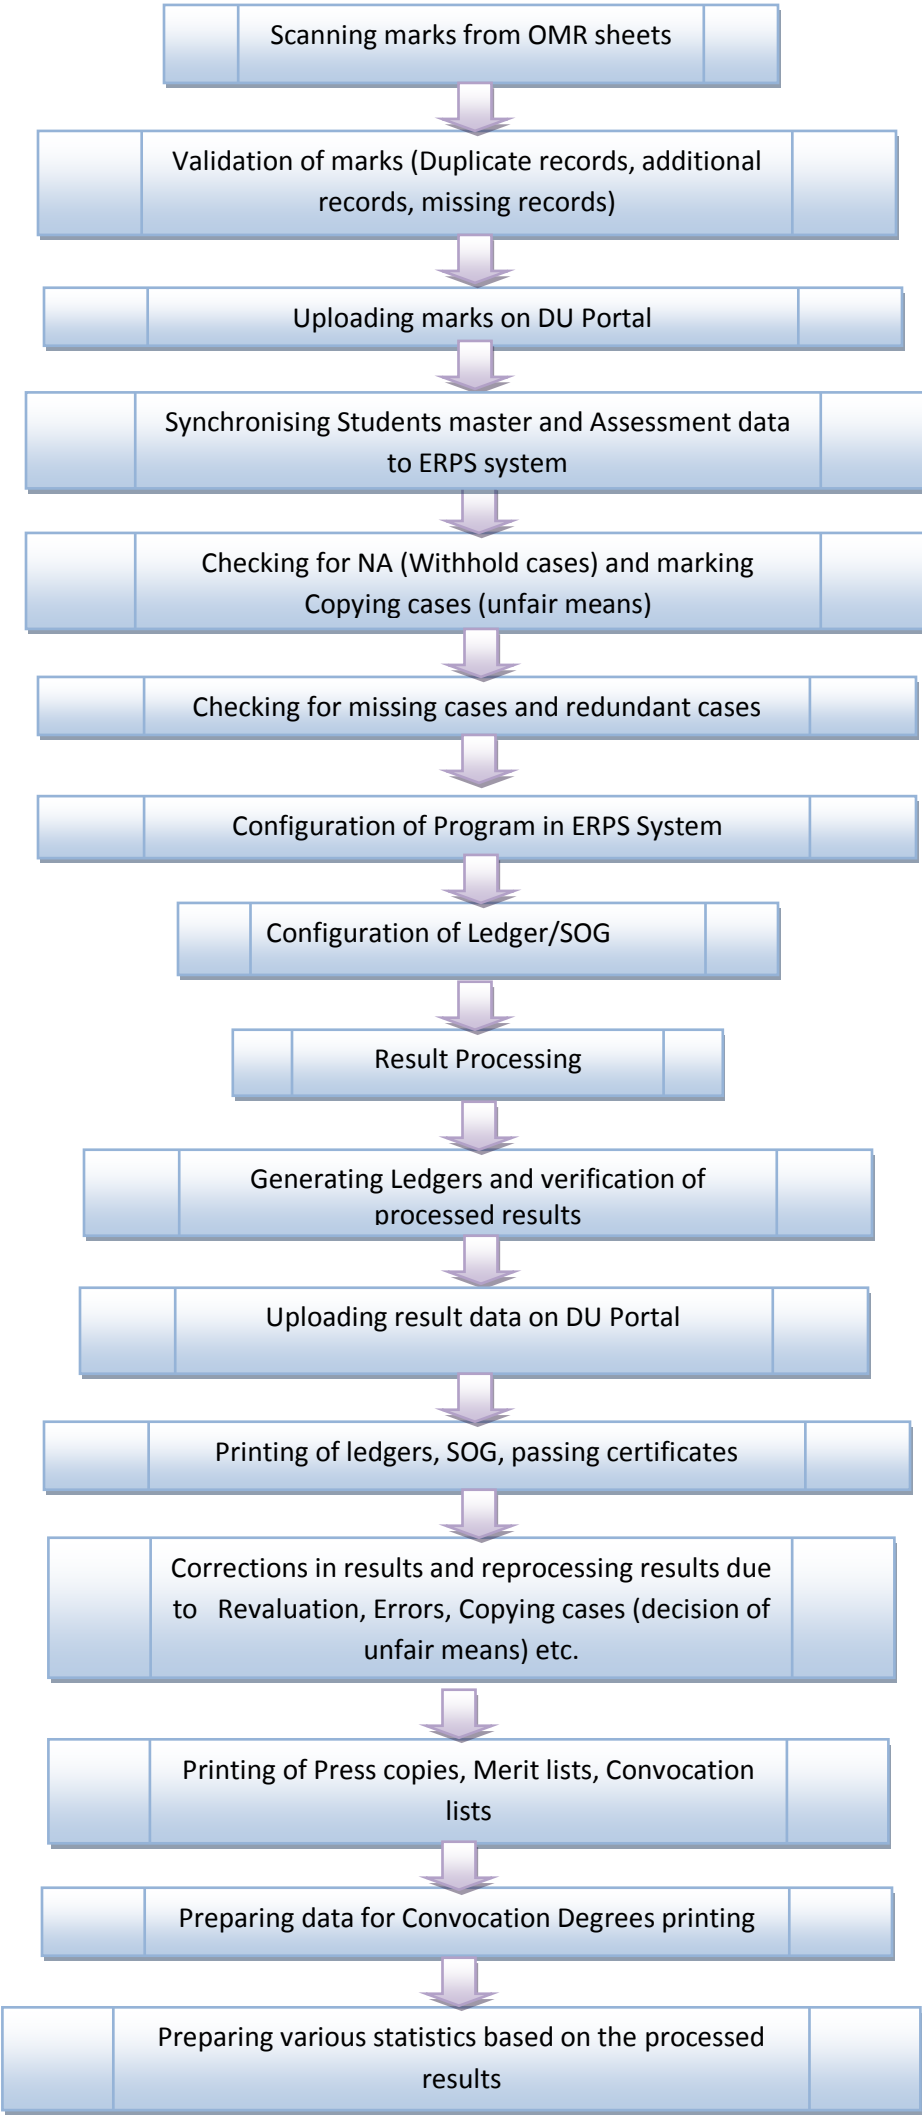 Scanning marks from OMR sheets
Validation of marks (Duplicate records, additional
records, missing records)
Uploading marks on DU Portal
Synchronising Students master and Assessment data
to ERPS system
Checking for NA (Withhold cases) and marking
Copying cases (unfair means)
Checking for missing cases and redundant cases
Configuration of Program in ERPS System
Configuration of Ledger/SOG
Result Processing
Generating Ledgers and verification of
processed results
Uploading result data on DU Portal
Printing of ledgers, SOG, passing certificates
Corrections in results and reprocessing results due
to Revaluation, Errors, Copying cases (decision of
unfair means) etc.
Printing of Press copies, Merit lists, Convocation
lists
Preparing data for Convocation Degrees printing
Preparing various statistics based on the processed
results